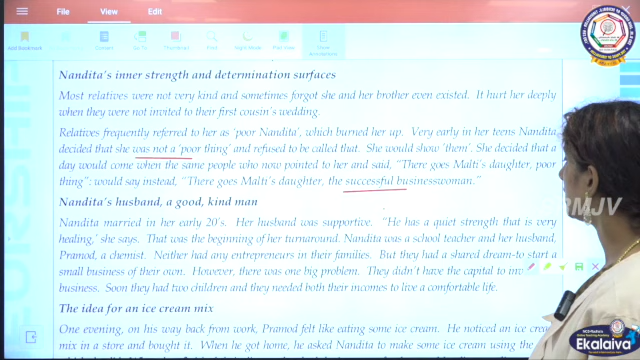 File
View
Edit
Add Bookmark
Convert
Go To
Thumbnail
Find
Night Mode
Annotations
Nandita's inner strength and determination surfaces
Most relatives were not very kind and sometimes forgot she and her brother even existed. It hurt her deeply
when they were not invited to their first cousin's wedding.
Relatives frequently referred to her as 'poor Nandita', which burned her up. Very early in her teens Nandita
decided that she was not a 'poor thing' and refused to be called that. She would show 'them'. She decided that a
day would come when the same people who now pointed to her and said, "There goes Malti's daughter, poor
thing": would say instead, "There goes Malti's daughter, the successful businesswoman."
Nandita's husband, a good, kind man
Nandita married in her early 20's. Her husband was supportive. "He has a quiet strength that is very
healing," she says. That was the beginning of her turnaround. Nandita was a school teacher and her husband,
Pramod, a chemist. Neither had any entrepreneurs in their families. But they had a shared dream-to start a
small business of their own. However, there was one big problem. They didn't have the capital to
business. Soon they had two children and they needed both their incomes to live a comfortable life.
The idea for an ice cream mix
One evening, on his way back from work, Pramod felt like eating some ice cream. He noticed an ice cream
mix in a store and bought it. When he got home, he asked Nandita to make some ice cream using the
RMJV
Ekalaiva